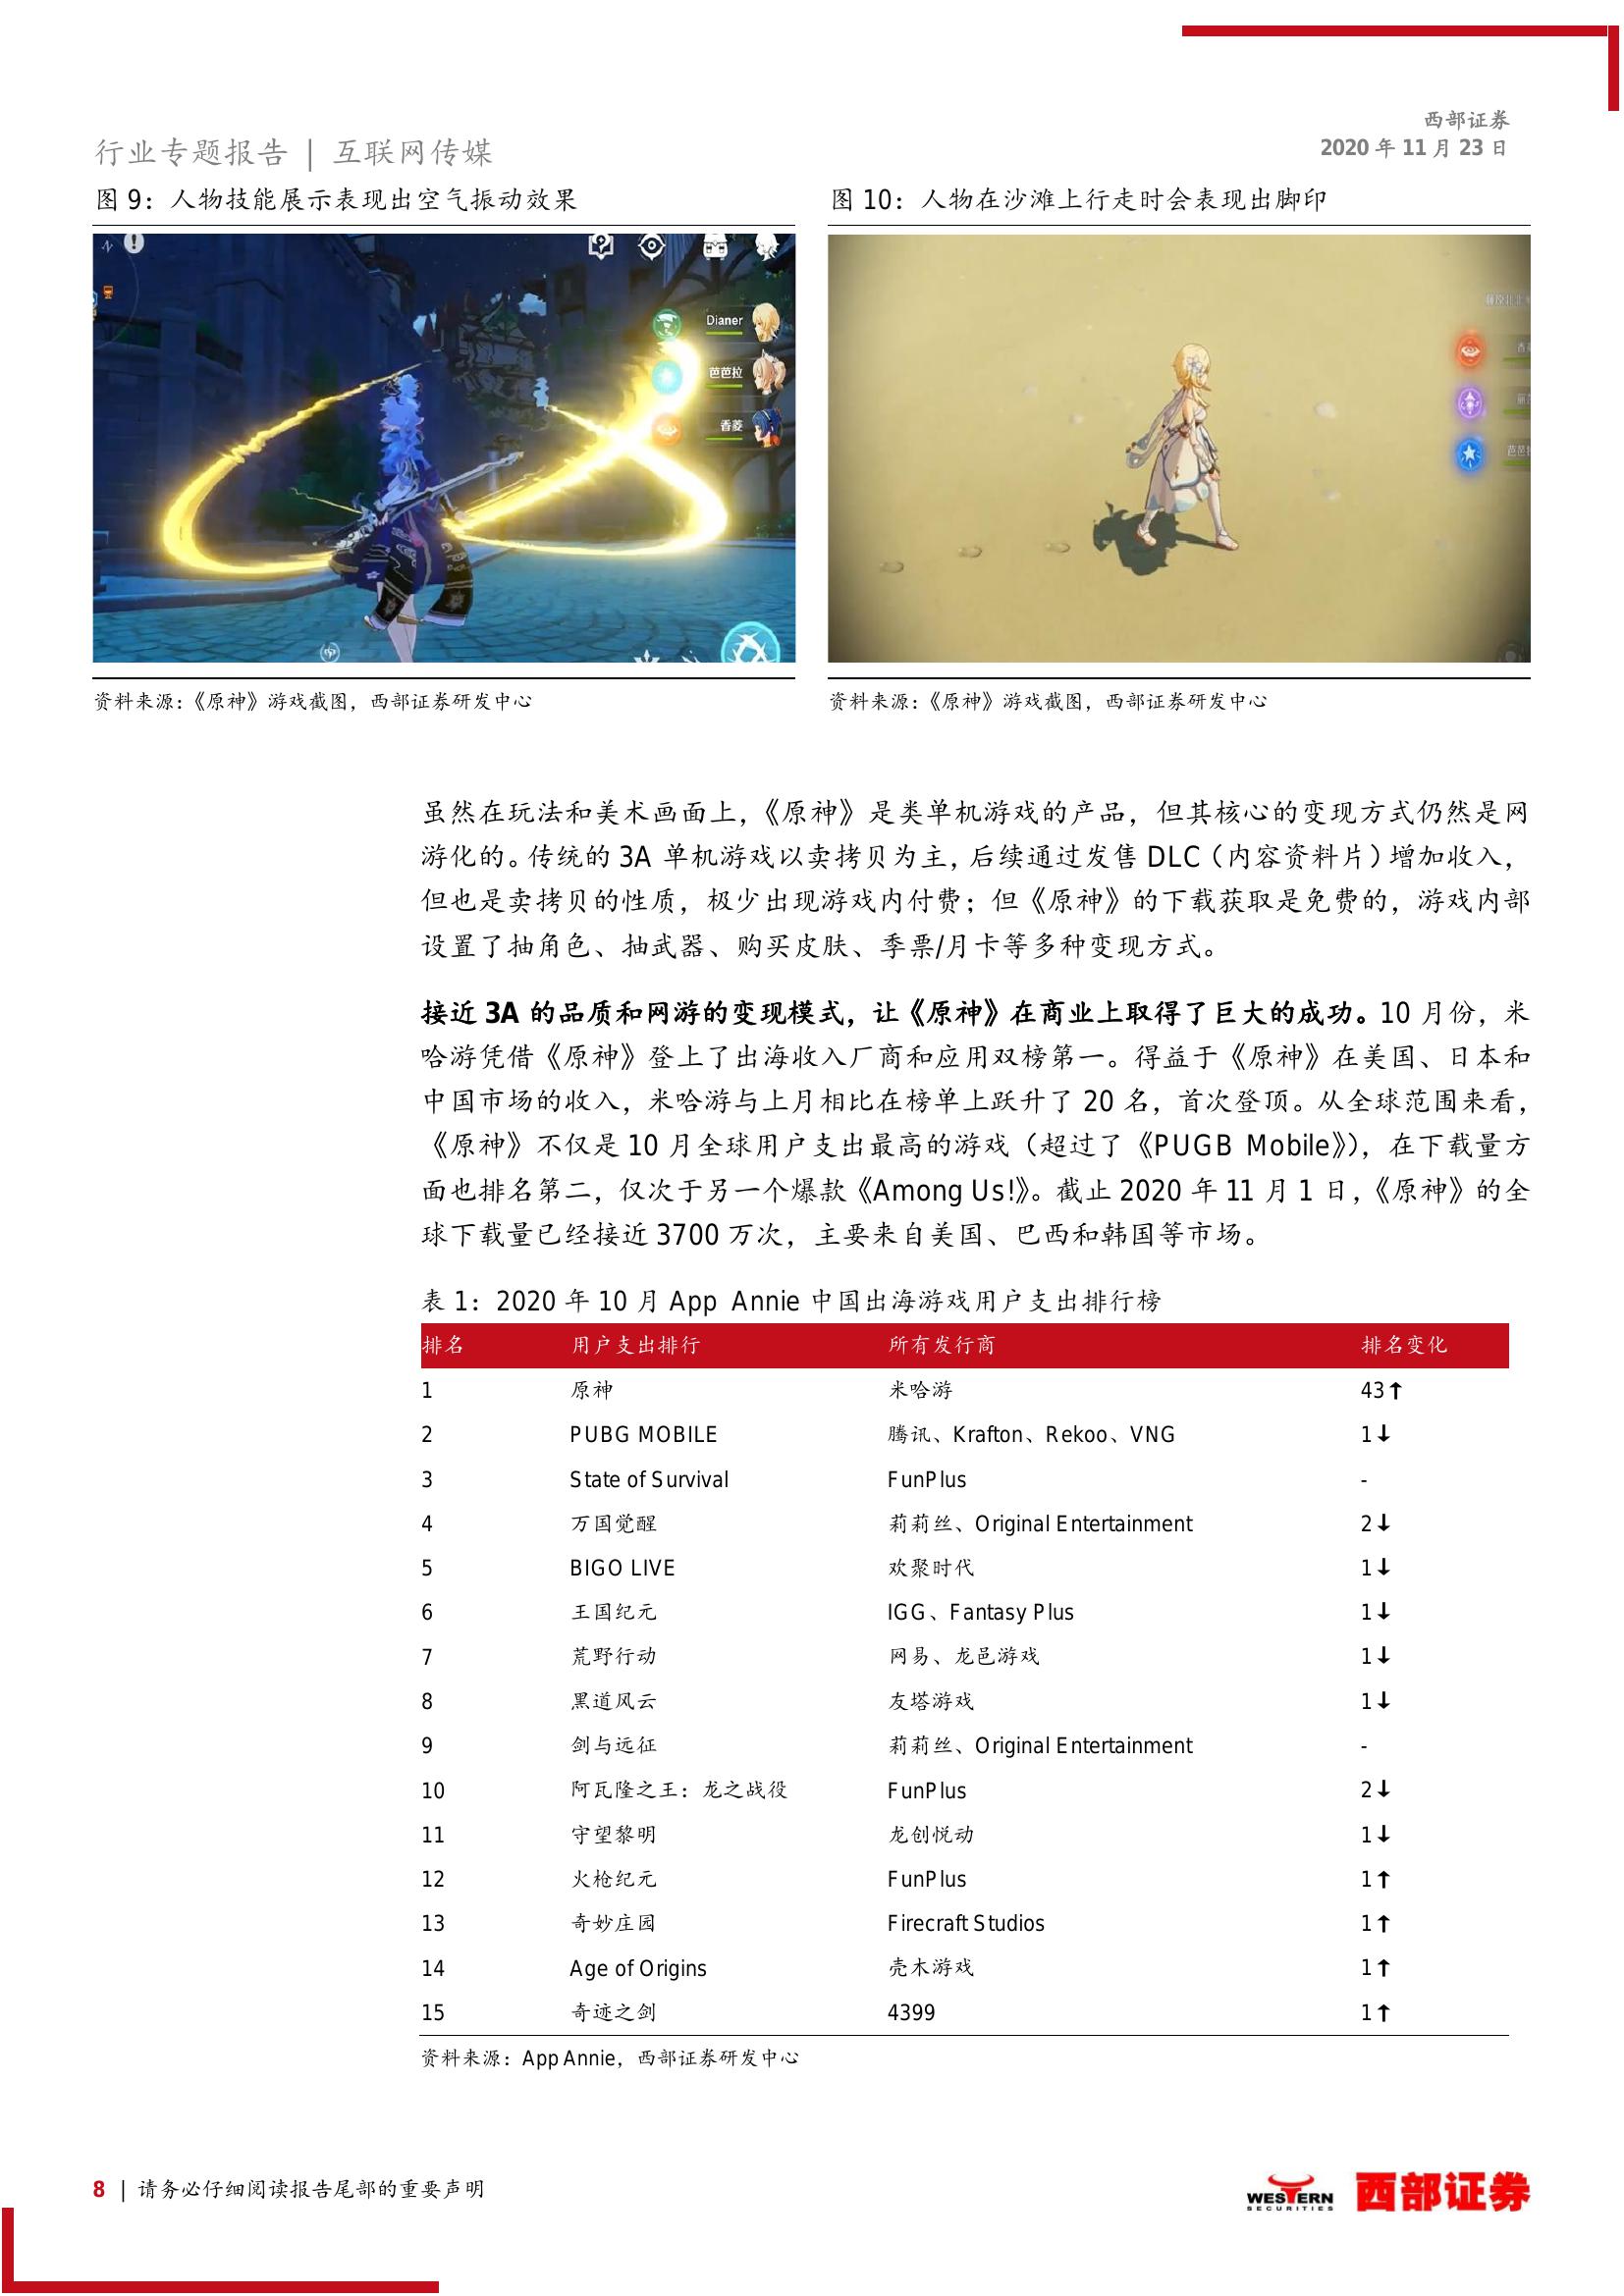 西部证券
行业专题报告 | 互联网传媒
2020 年 11 月 23 日
图 9：人物技能展示表现出空气振动效果
图 10：人物在沙滩上行走时会表现出脚印
Dianer
芭芭拉
香菱
资料来源：《原神》游戏截图，西部证券研发中心
资料来源：《原神》游戏截图，西部证券研发中心
虽然在玩法和美术画面上，《原神》是类单机游戏的产品，但其核心的变现方式仍然是网
游化的。传统的 3A 单机游戏以卖拷贝为主，后续通过发售 DLC（内容资料片）增加收入，
但也是卖拷贝的性质，极少出现游戏内付费；但《原神》的下载获取是免费的，游戏内部
设置了抽角色、抽武器、购买皮肤、季票/月卡等多种变现方式。
接近 3A 的品质和网游的变现模式，让《原神》在商业上取得了巨大的成功。10 月份，米
哈游凭借《原神》登上了出海收入厂商和应用双榜第一。得益于《原神》在美国、日本和
中国市场的收入，米哈游与上月相比在榜单上跃升了 20 名，首次登顶。从全球范围来看，
《原神》不仅是 10 月全球用户支出最高的游戏（超过了《PUGB Mobile》），在下载量方
面也排名第二，仅次于另一个爆款《Among Us!》。截止 2020 年 11 月 1 日，《原神》的全
球下载量已经接近 3700 万次，主要来自美国、巴西和韩国等市场。
表 1：2020 年 10 月 App Annie 中国出海游戏用户支出排行榜
排名 用户支出排行 所有发行商 排名变化
1 原神 米哈游 43↑
2 PUBG MOBILE 腾讯、Krafton、Rekoo、VNG 1↓
3 State of Survival FunPlus -
4 万国觉醒 莉莉丝、Original Entertainment 2↓
5 BIGO LIVE 欢聚时代 1↓
6 王国纪元 IGG、Fantasy Plus 1↓
7 荒野行动 网易、龙邑游戏 1↓
8 黑道风云 友塔游戏 1↓
9 剑与远征 莉莉丝、Original Entertainment -
10 阿瓦隆之王：龙之战役 FunPlus 2↓
11 守望黎明 龙创悦动 1↓
12 火枪纪元 FunPlus 1↑
13 奇妙庄园 Firecraft Studios 1↑
14 Age of Origins 壳木游戏 1↑
15 奇迹之剑 4399 1↑
资料来源：App Annie，西部证券研发中心
8 | 请务必仔细阅读报告尾部的重要声明
WESTERN
SECURITIES
西部证券